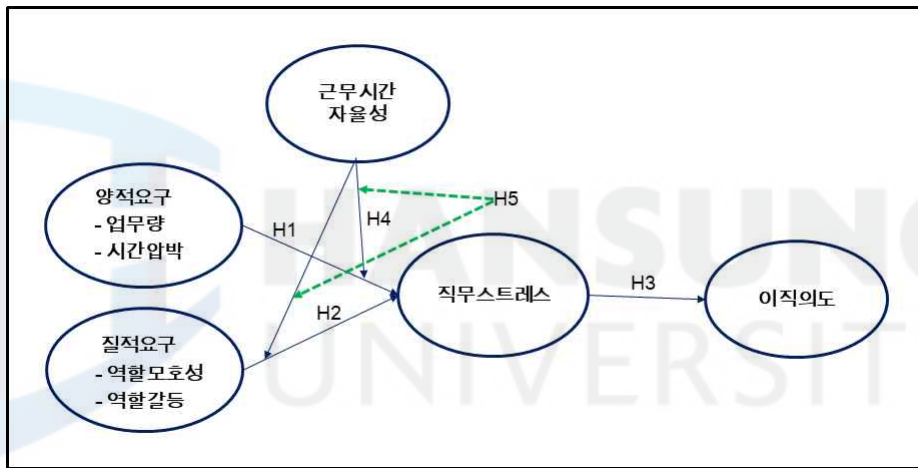 근무시간
자율성
양적요구
- 업무량
- 시간압박
H1
H4
H5
직무스트레스
H3
이직의도
H2
질적요구
- 역할모호성
- 역할갈등
HANSUNG
UNIVERSIT